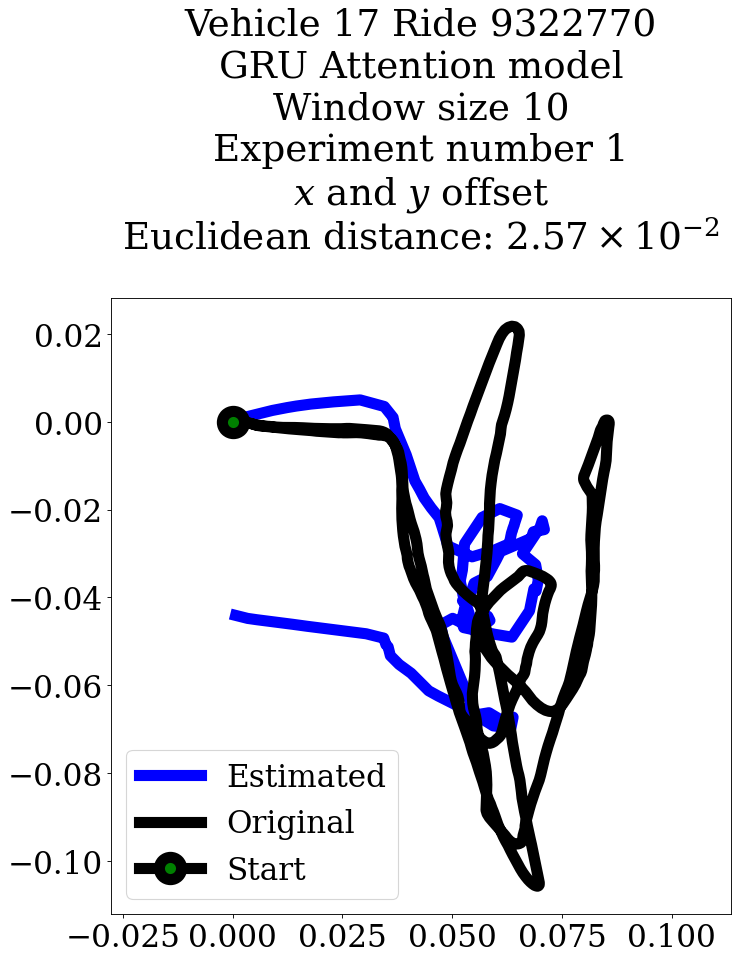 Vehicle 17 Ride 9322770
GRU Attention model
Window size 10
Experiment number 1
x and y offset
Euclidean distance: 2.57 × 10⁻²
0.02
0.00
−0.02
−0.04
−0.06
−0.08
−0.10
Estimated
Original
Start
−0.025 0.000 0.025 0.050 0.075 0.100